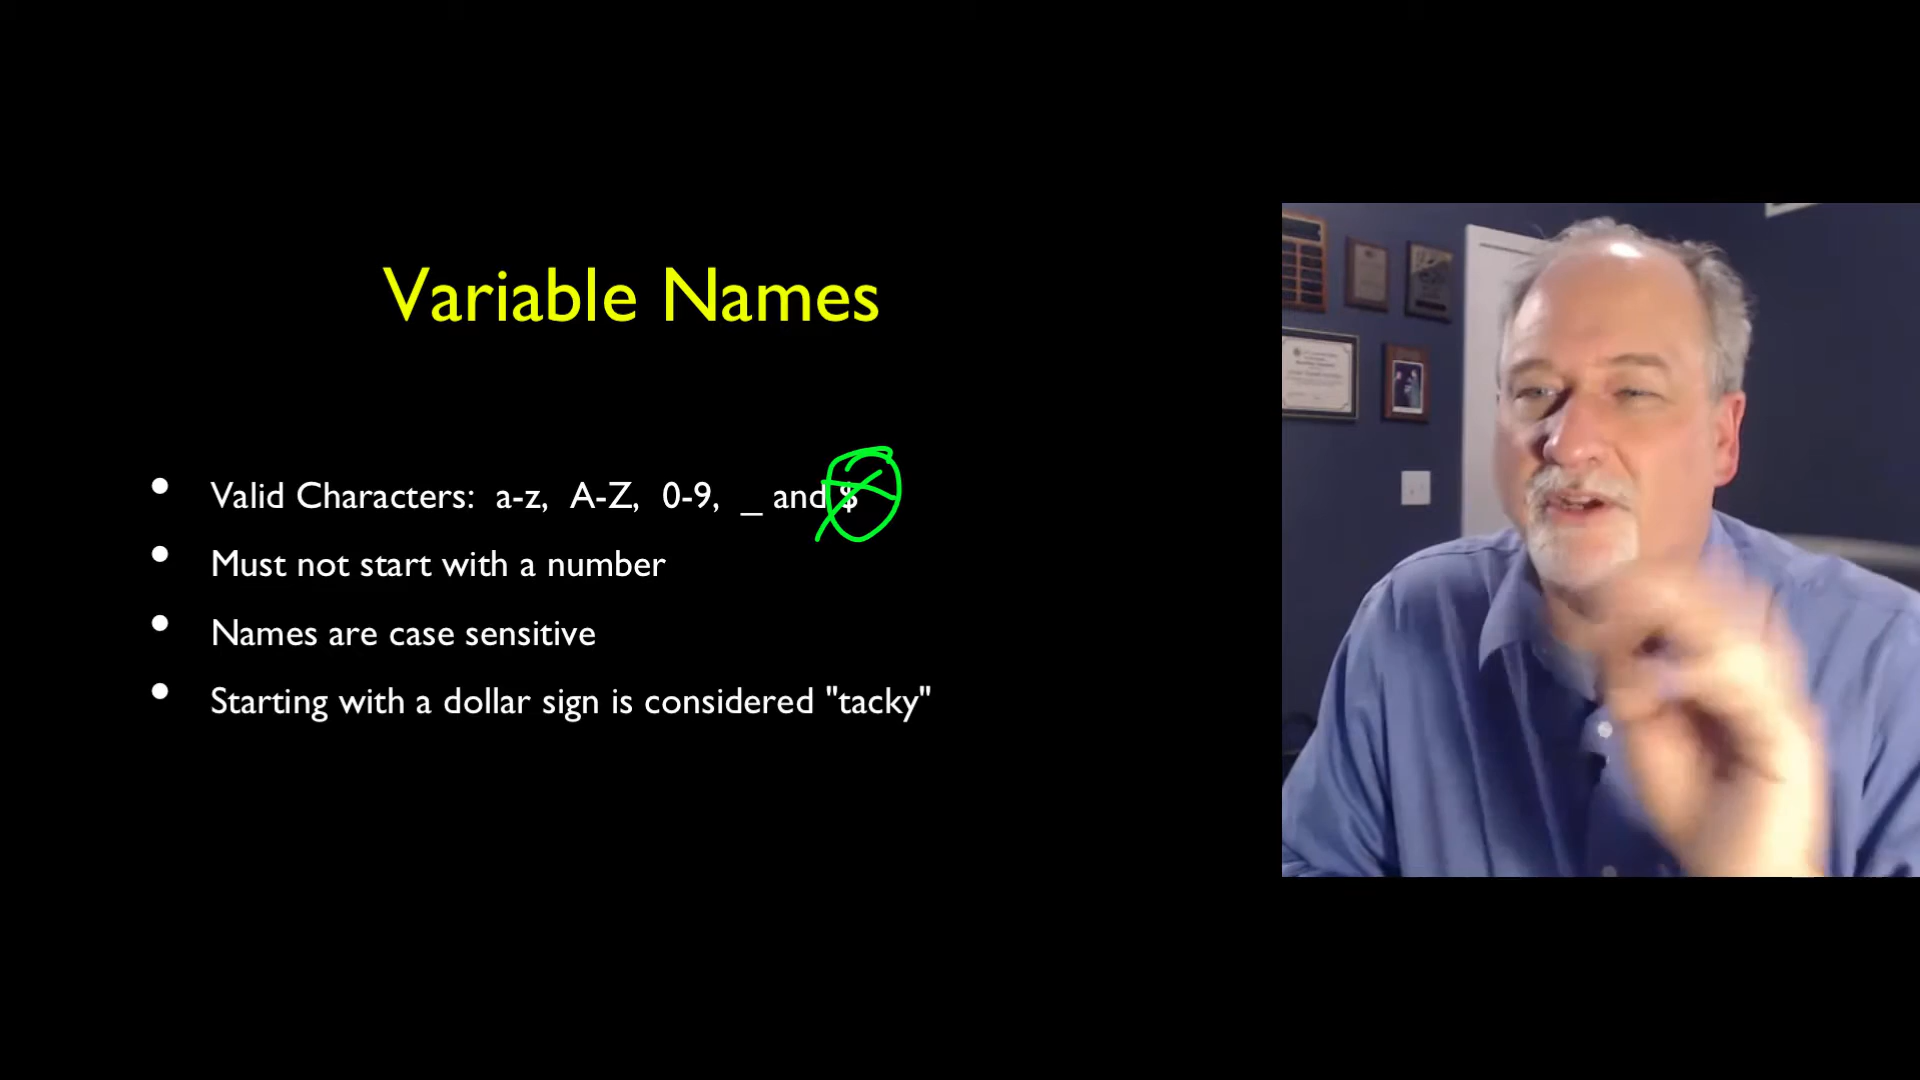 Variable Names
• Valid Characters: a-z, A-Z, 0-9, _ and $
• Must not start with a number
• Names are case sensitive
• Starting with a dollar sign is considered "tacky"